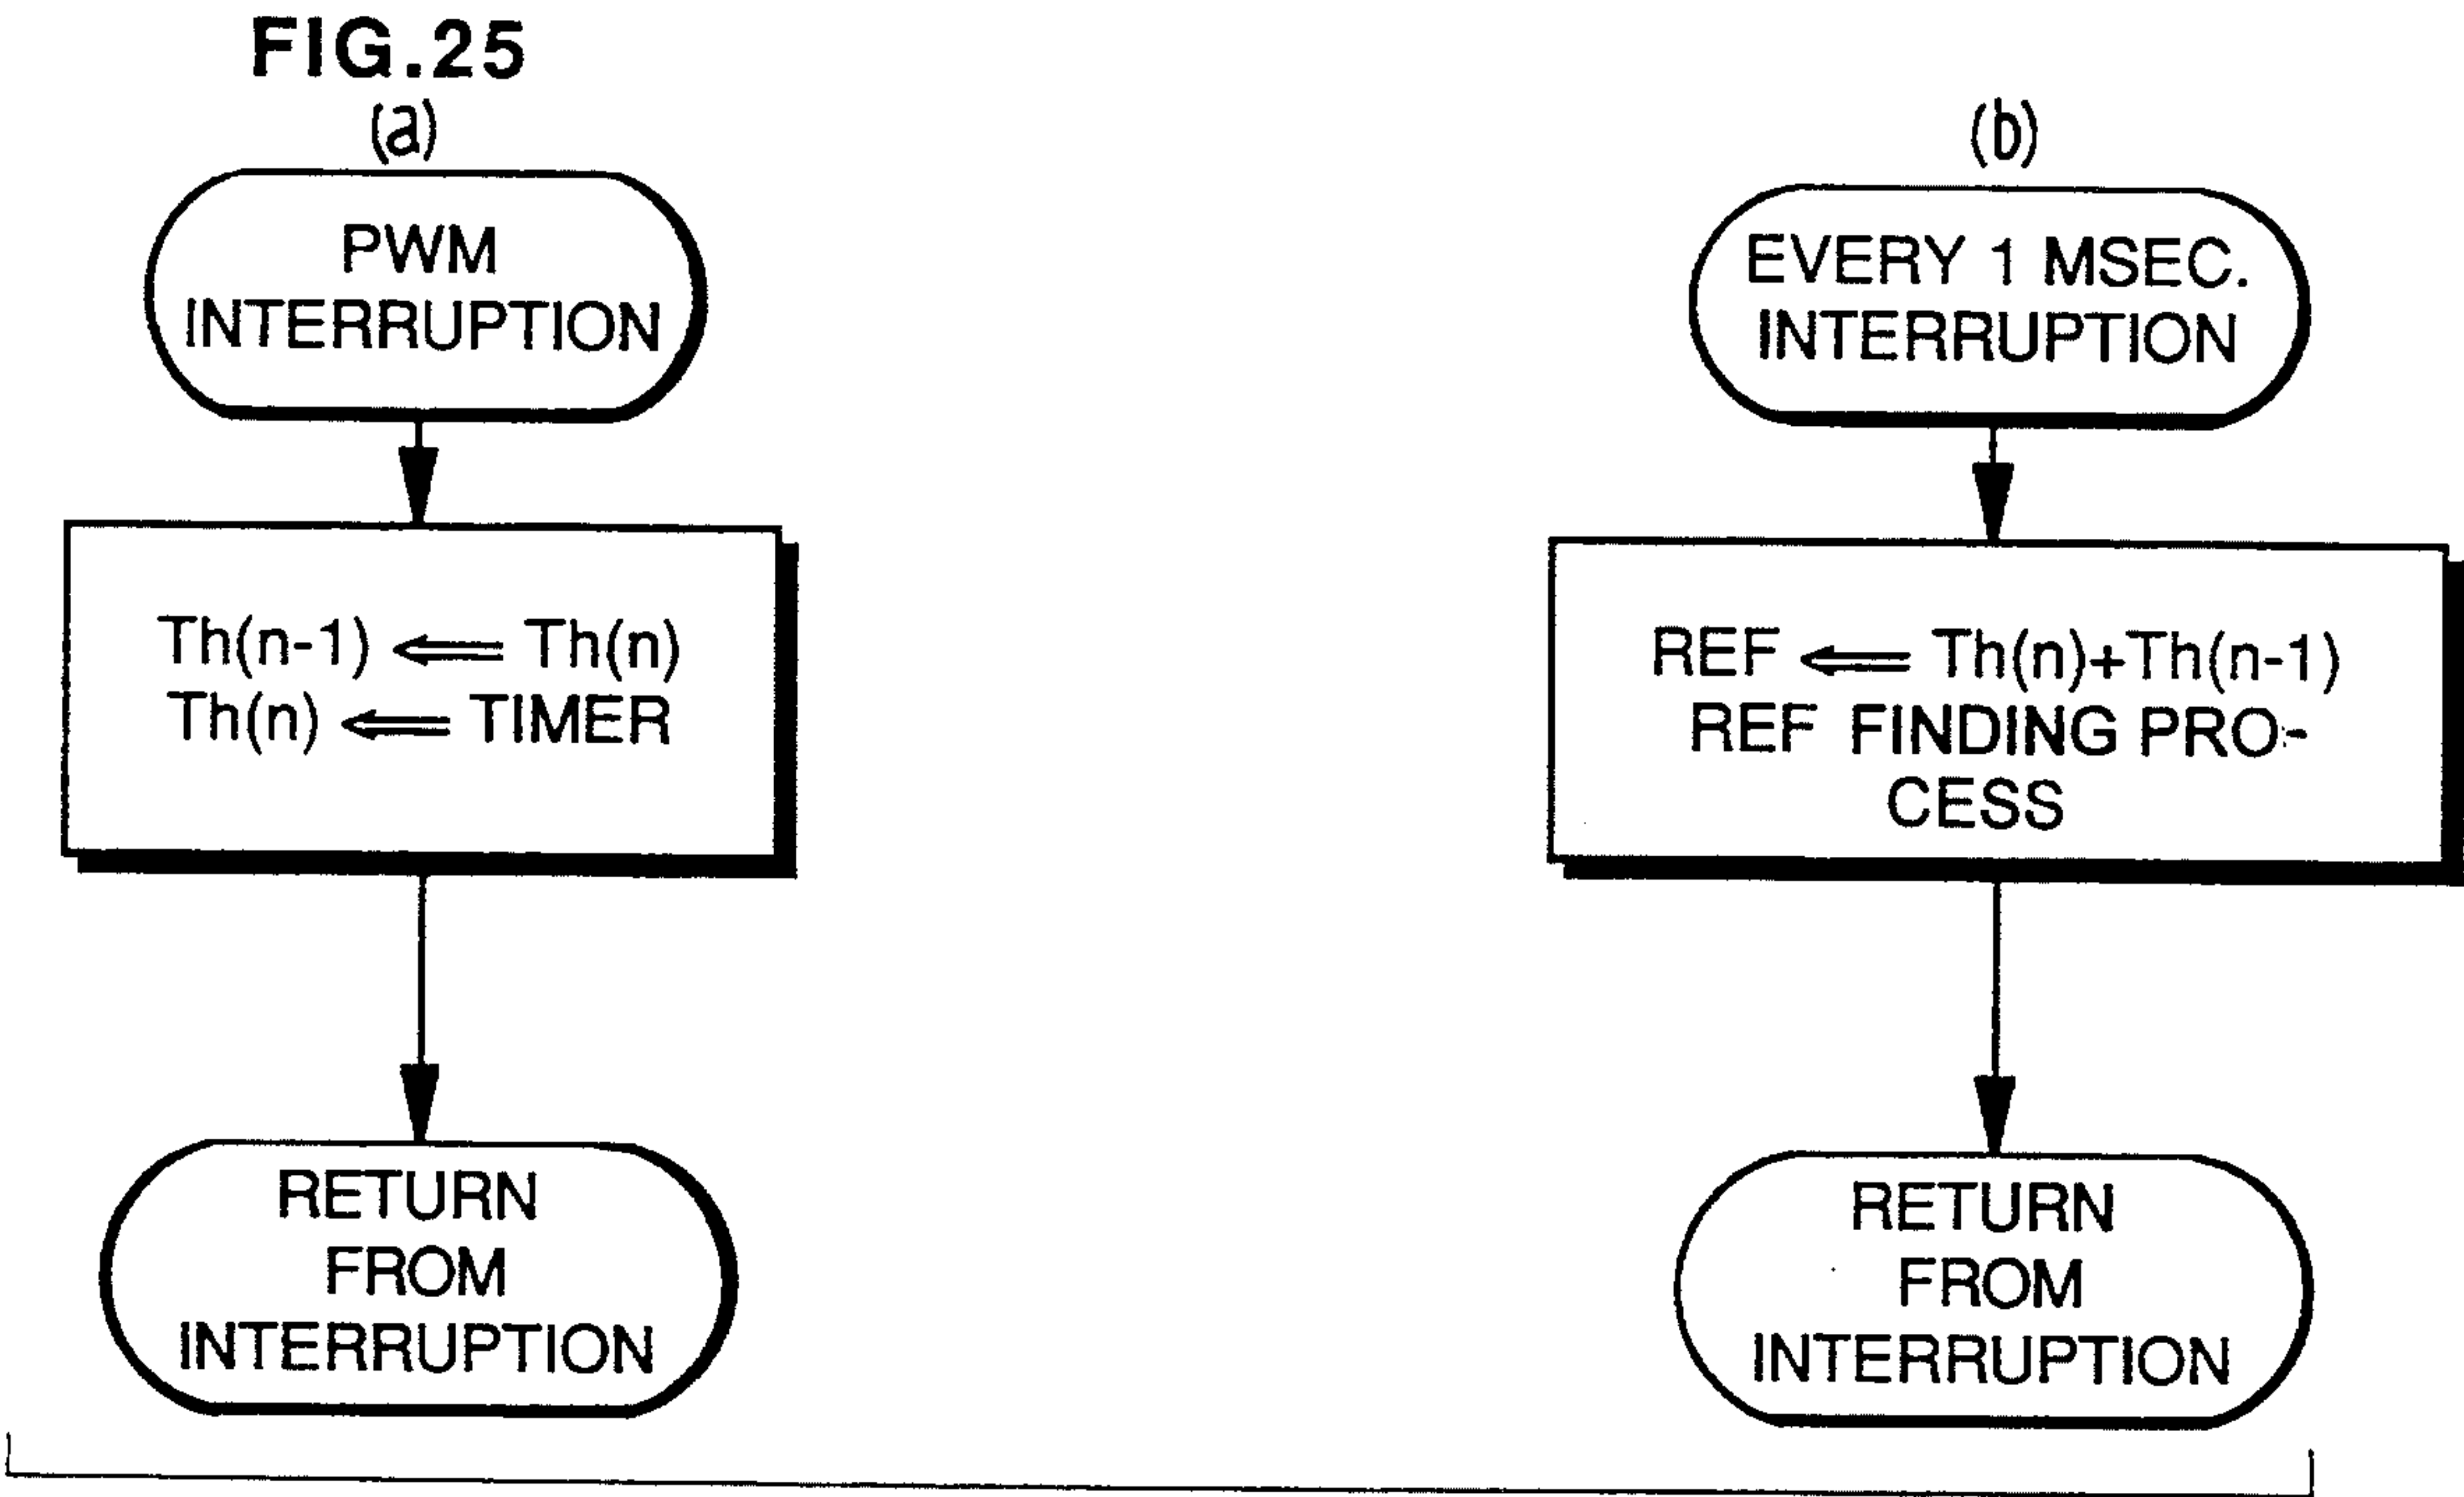 FIG.25
(a)
PWM
INTERRUPTION
Th(n-1) ⇐ Th(n)
Th(n) ⇐ TIMER
RETURN
FROM
INTERRUPTION
(b)
EVERY 1 MSEC.
INTERRUPTION
REF ⇐ Th(n)+Th(n-1)
REF FINDING PRO-
CESS
RETURN
FROM
INTERRUPTION